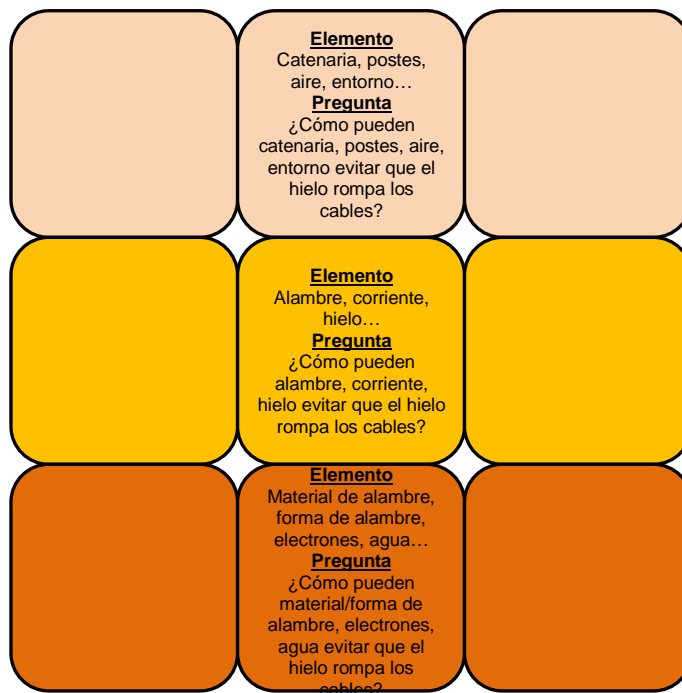 Elemento
Catenaria, postes,
aire, entorno…
Pregunta
¿Cómo pueden
catenaria, postes, aire,
entorno evitar que el
hielo rompa los
cables?
Elemento
Alambre, corriente,
hielo…
Pregunta
¿Cómo pueden
alambre, corriente,
hielo evitar que el hielo
rompa los cables?
Elemento
Material de alambre,
forma de alambre,
electrones, agua…
Pregunta
¿Cómo pueden
material/forma de
alambre, electrones,
agua evitar que el
hielo rompa los
cables?